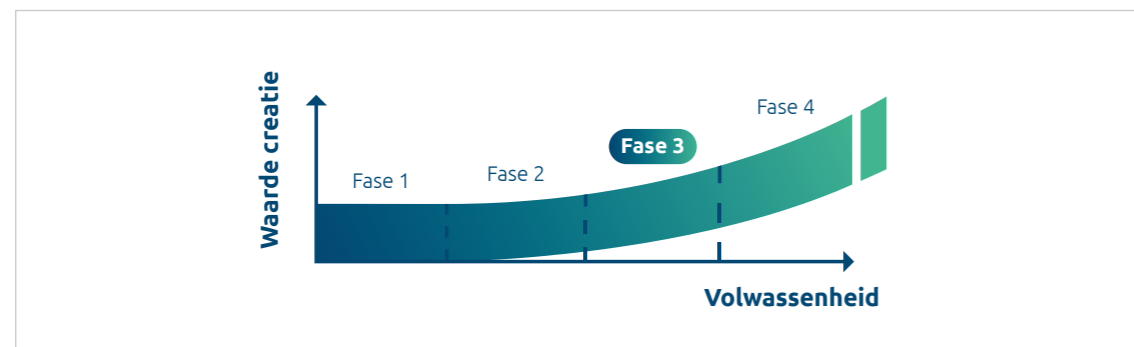 Waarde creatie
Fase 1
Fase 2
Fase 3
Fase 4
Volwassenheid